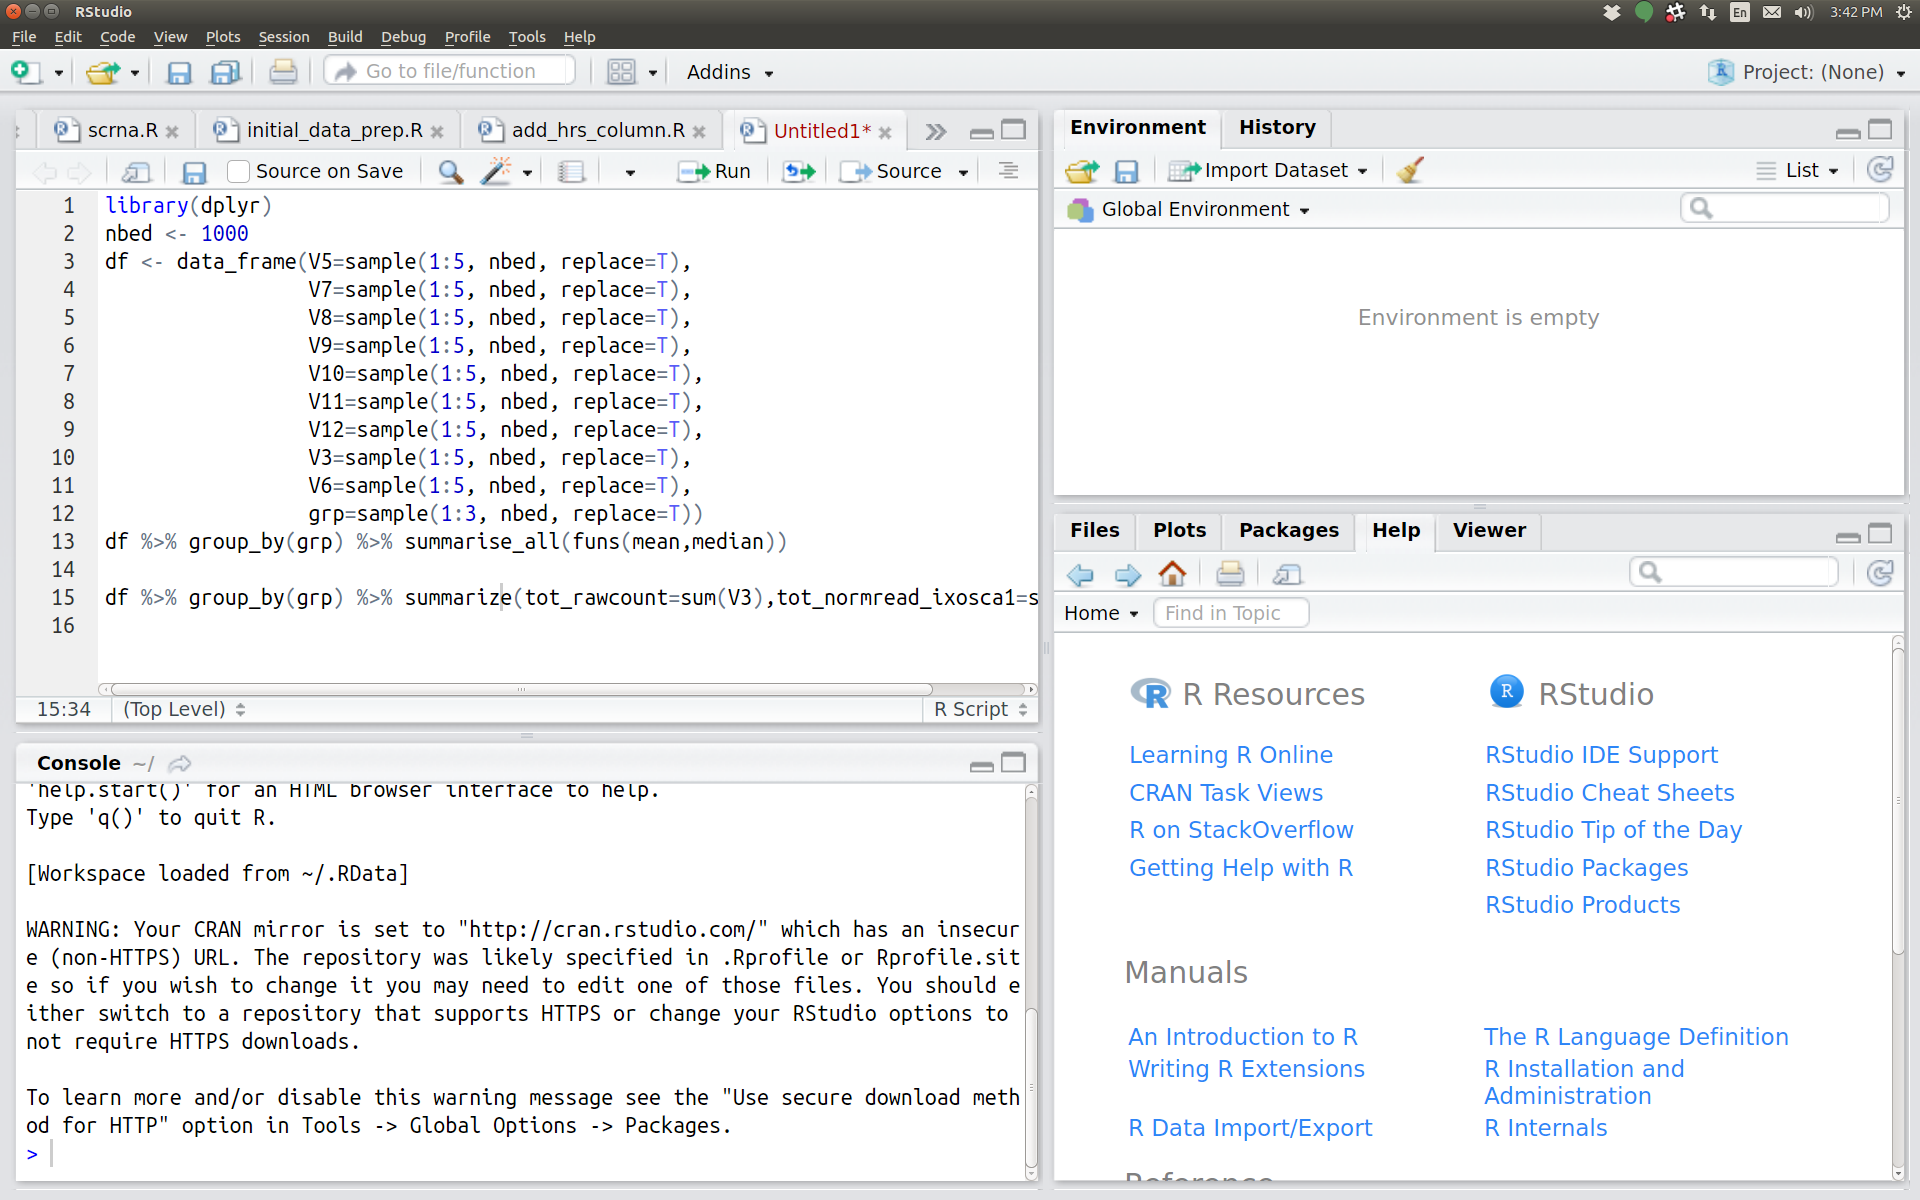 RStudio
En
3:42 PM
File Edit Code View Plots Session Build Debug Profile Tools Help
Go to file/function
Addins
Project: (None)
scrna.R
initial_data_prep.R
add_hrs_column.R
Untitled1*
Source on Save
Run
Source
1 library(dplyr)
2 nbed <- 1000
3 df <- data_frame(V5=sample(1:5, nbed, replace=T),
4 V7=sample(1:5, nbed, replace=T),
5 V8=sample(1:5, nbed, replace=T),
6 V9=sample(1:5, nbed, replace=T),
7 V10=sample(1:5, nbed, replace=T),
8 V11=sample(1:5, nbed, replace=T),
9 V12=sample(1:5, nbed, replace=T),
10 V3=sample(1:5, nbed, replace=T),
11 V6=sample(1:5, nbed, replace=T),
12 grp=sample(1:3, nbed, replace=T))
13 df %>% group_by(grp) %>% summarise_all(funs(mean,median))
14
15 df %>% group_by(grp) %>% summarize(tot_rawcount=sum(V3),tot_normread_ixosca1=s
16
15:34 (Top Level) R Script
Console ~/
'help.start()' for an HTML browser interface to help.
Type 'q()' to quit R.
[Workspace loaded from ~/.RData]
WARNING: Your CRAN mirror is set to "http://cran.rstudio.com/" which has an insecur
e (non-HTTPS) URL. The repository was likely specified in .Rprofile or Rprofile.sit
e so if you wish to change it you may need to edit one of those files. You should e
ither switch to a repository that supports HTTPS or change your RStudio options to
not require HTTPS downloads.
To learn more and/or disable this warning message see the "Use secure download meth
od for HTTP" option in Tools -> Global Options -> Packages.
>
Environment History
Import Dataset
List
Global Environment
Environment is empty
Files Plots Packages Help Viewer
Home
Find in Topic
R R Resources
R RStudio
Learning R Online
RStudio IDE Support
CRAN Task Views
RStudio Cheat Sheets
R on StackOverflow
RStudio Tip of the Day
Getting Help with R
RStudio Packages
RStudio Products
Manuals
An Introduction to R
The R Language Definition
Writing R Extensions
R Installation and
Administration
R Data Import/Export
R Internals
Reference